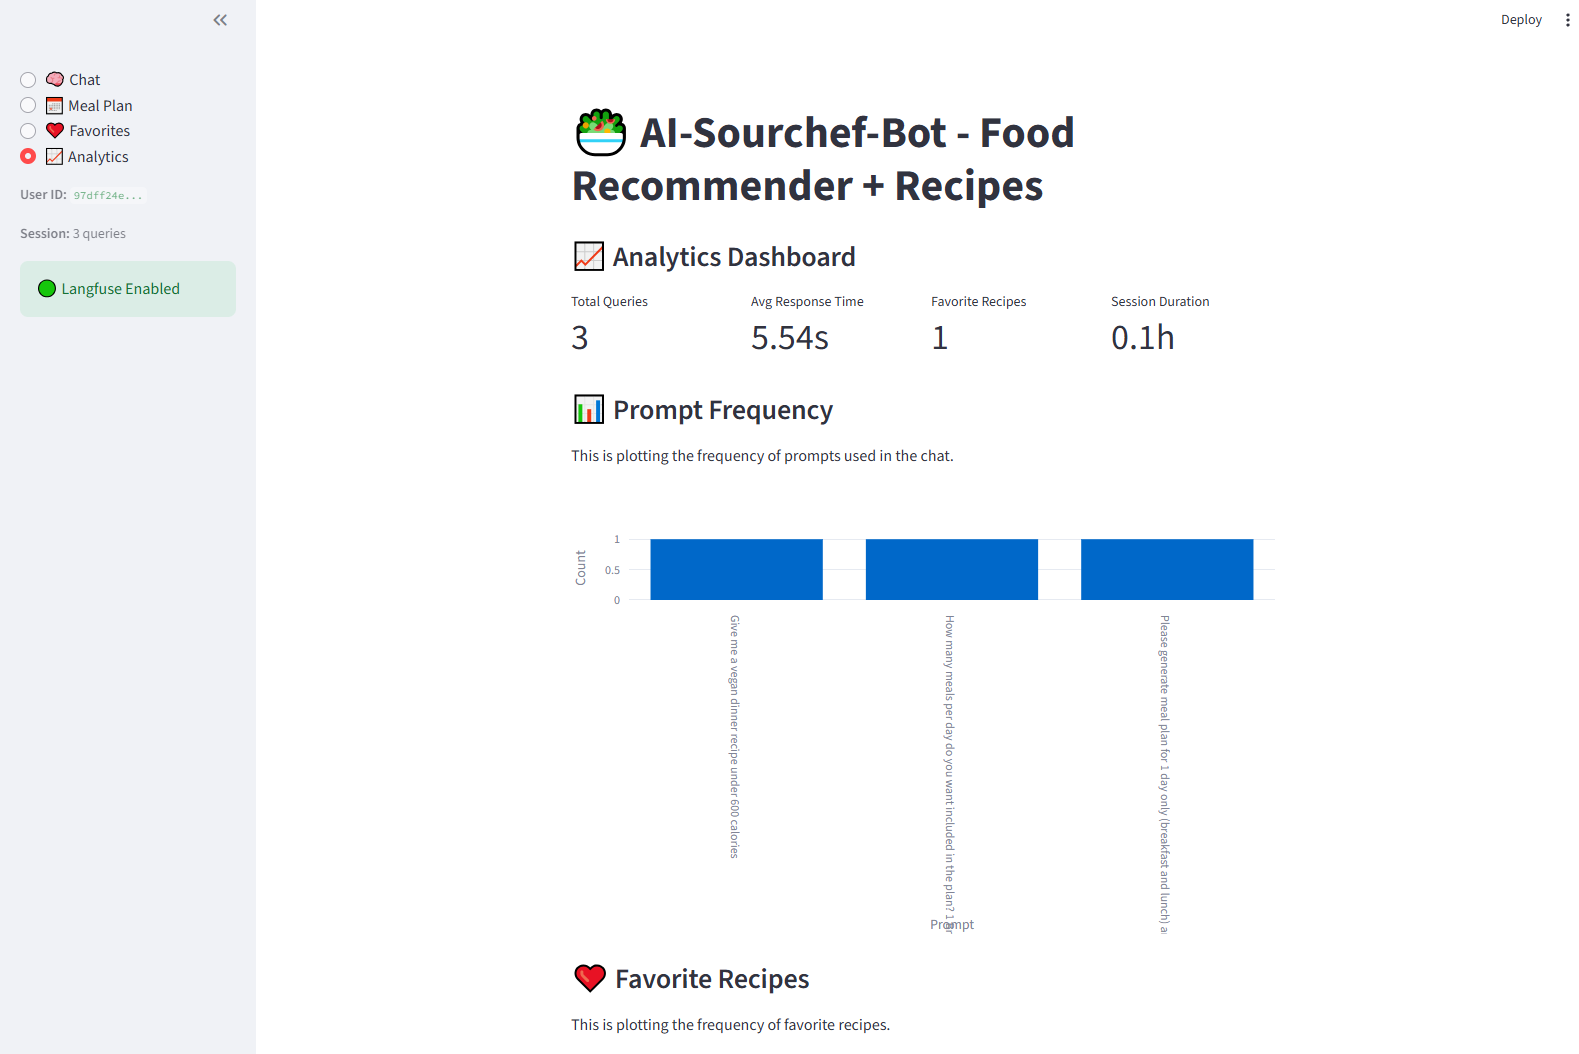 Deploy
Chat
Meal Plan
Favorites
Analytics
User ID: 97dff24e...
Session: 3 queries
Langfuse Enabled
AI-Sourchef-Bot - Food
Recommender + Recipes
Analytics Dashboard
Total Queries
3
Avg Response Time
5.54s
Favorite Recipes
1
Session Duration
0.1h
Prompt Frequency
This is plotting the frequency of prompts used in the chat.
Count
1
0.5
0
Give me a vegan dinner recipe under 600 calories
How many meals per day do you want included in the plan? 1
Please generate meal plan for 1 day only (breakfast and lunch)
Prompt
Favorite Recipes
This is plotting the frequency of favorite recipes.